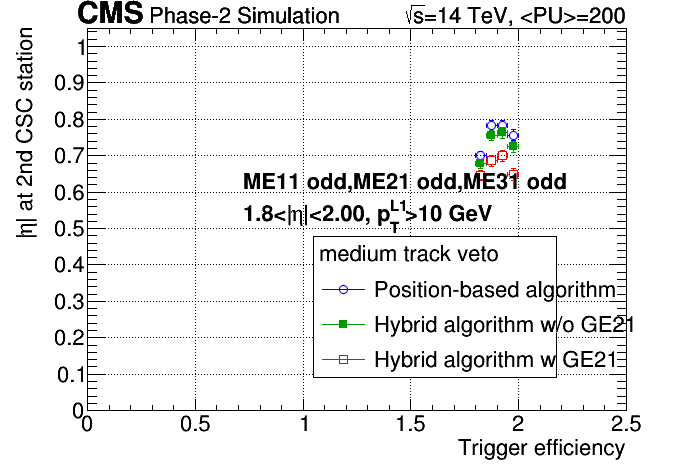 CMS Phase-2 Simulation √s=14 TeV, <PU>=200
|η| at 2nd CSC station
1
0.9
0.8
0.7
0.6
0.5
0.4
0.3
0.2
0.1
0
ME11 odd,ME21 odd,ME31 odd
1.8<|η|<2.00, p_T^L1>10 GeV
medium track veto
Position-based algorithm
Hybrid algorithm w/o GE21
Hybrid algorithm w GE21
0 0.5 1 1.5 2 2.5
Trigger efficiency